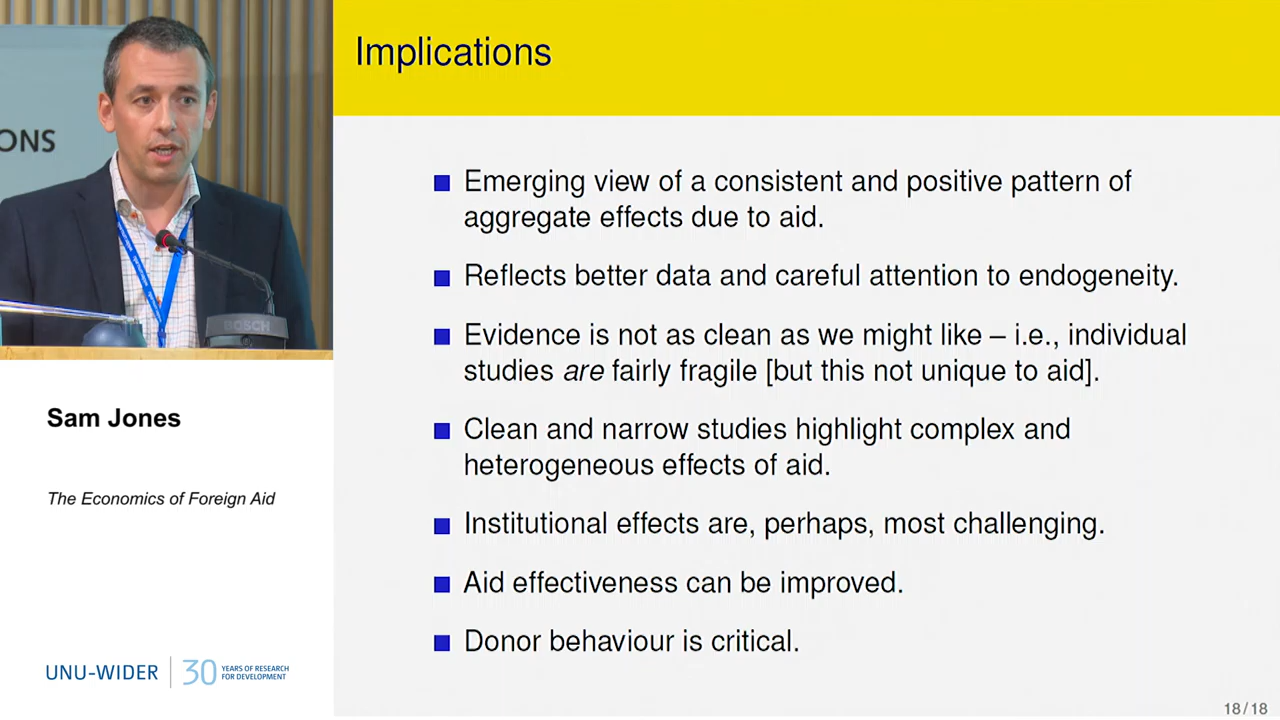 Implications
ONS
BOSCH
Emerging view of a consistent and positive pattern of
aggregate effects due to aid.
Reflects better data and careful attention to endogeneity.
Evidence is not as clean as we might like – i.e., individual
studies are fairly fragile [but this not unique to aid].
Clean and narrow studies highlight complex and
heterogeneous effects of aid.
Institutional effects are, perhaps, most challenging.
Aid effectiveness can be improved.
Donor behaviour is critical.
Sam Jones
The Economics of Foreign Aid
UNU-WIDER
30 YEARS OF RESEARCH
FOR DEVELOPMENT
18/18